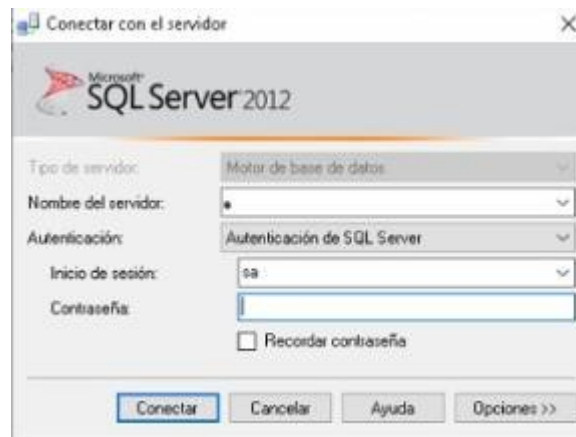 Conectar con el servidor
Microsoft
SQL Server 2012
Tipo de servidor: Motor de base de datos
Nombre del servidor: .
Autenticación: Autenticación de SQL Server
Inicio de sesión: sa
Contraseña:
Recordar contraseña
Conectar Cancelar Ayuda Opciones >>